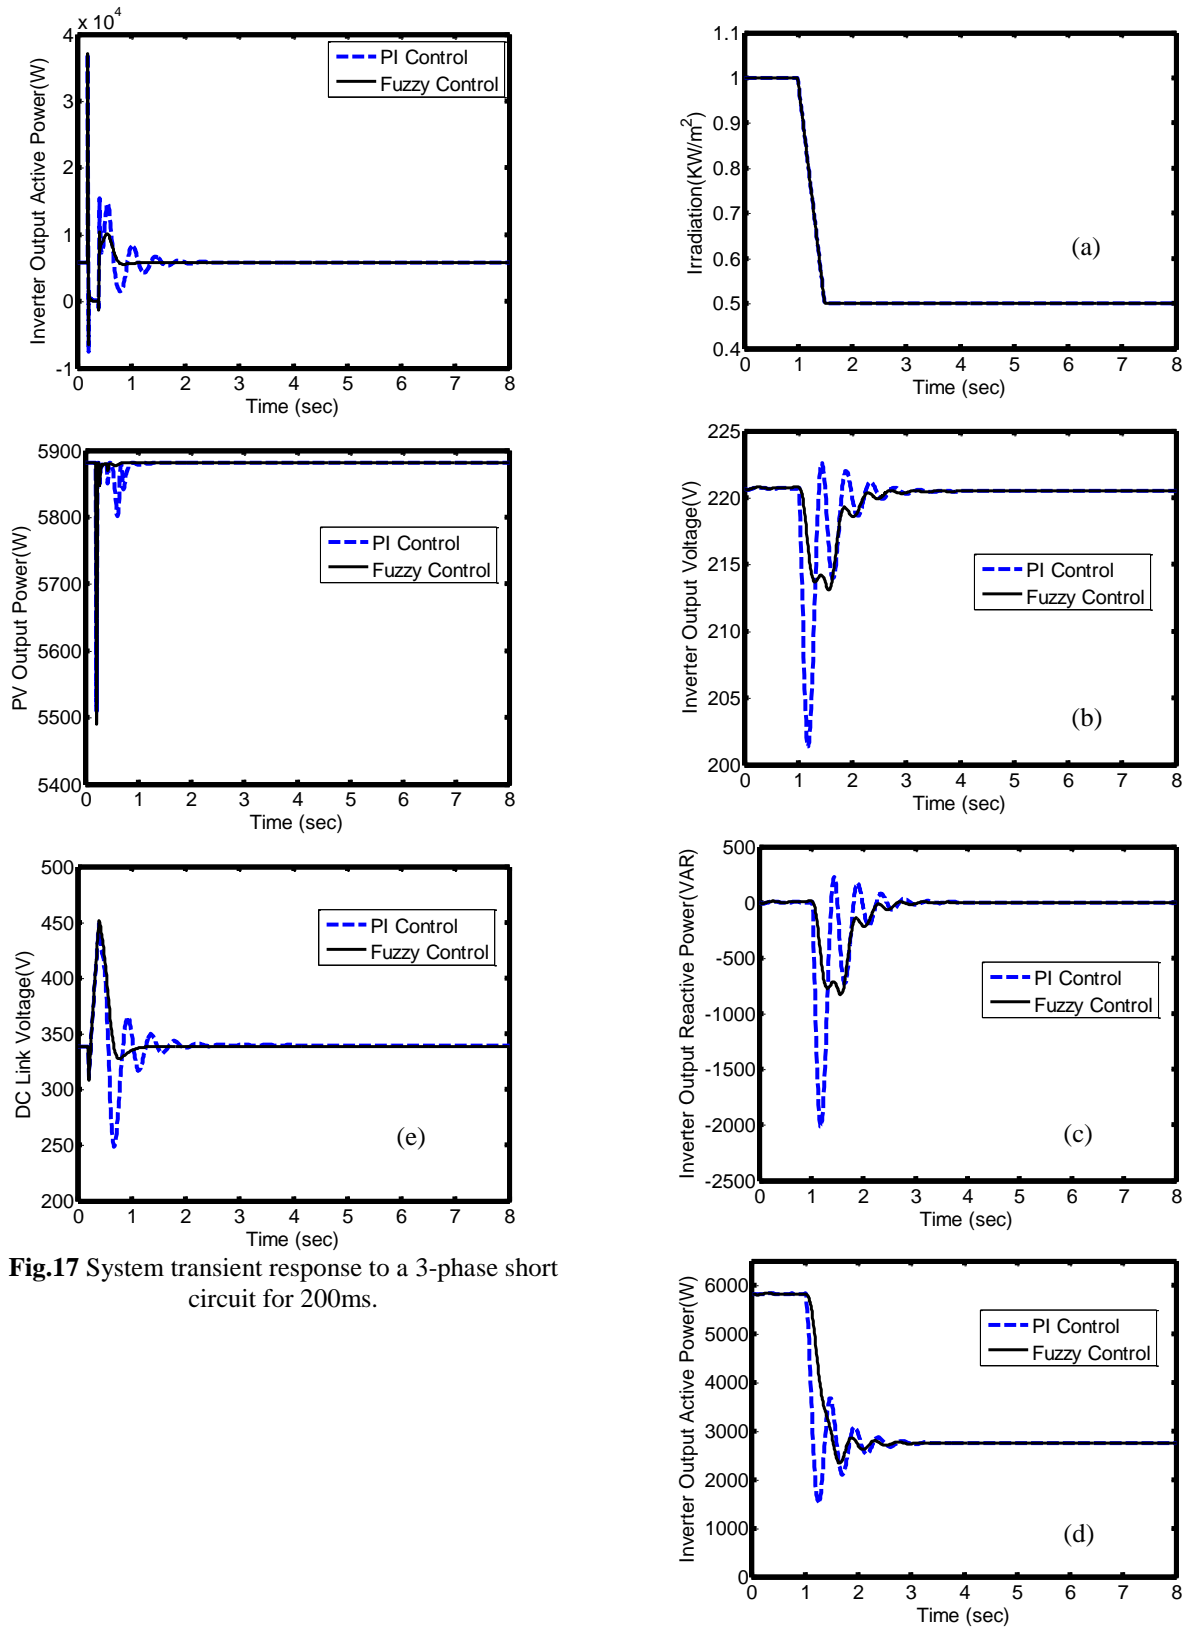 x 10^4
4
3
2
1
0
-1
Inverter Output Active Power(W)
PI Control
Fuzzy Control
0 1 2 3 4 5 6 7 8
Time (sec)
5900
5800
5700
5600
5500
5400
PV Output Power(W)
PI Control
Fuzzy Control
0 1 2 3 4 5 6 7 8
Time (sec)
500
450
400
350
300
250
200
DC Link Voltage(V)
PI Control
Fuzzy Control
(e)
0 1 2 3 4 5 6 7 8
Time (sec)
Fig.17 System transient response to a 3-phase short
circuit for 200ms.
1.1
1
0.9
0.8
0.7
0.6
0.5
0.4
Irradiation(KW/m^2)
(a)
0 1 2 3 4 5 6 7 8
Time (sec)
225
220
215
210
205
200
Inverter Output Voltage(V)
PI Control
Fuzzy Control
(b)
0 1 2 3 4 5 6 7 8
Time (sec)
500
0
-500
-1000
-1500
-2000
-2500
Inverter Output Reactive Power(VAR)
PI Control
Fuzzy Control
(c)
0 1 2 3 4 5 6 7 8
Time (sec)
6000
5000
4000
3000
2000
1000
0
Inverter Output Active Power(W)
PI Control
Fuzzy Control
(d)
0 1 2 3 4 5 6 7 8
Time (sec)